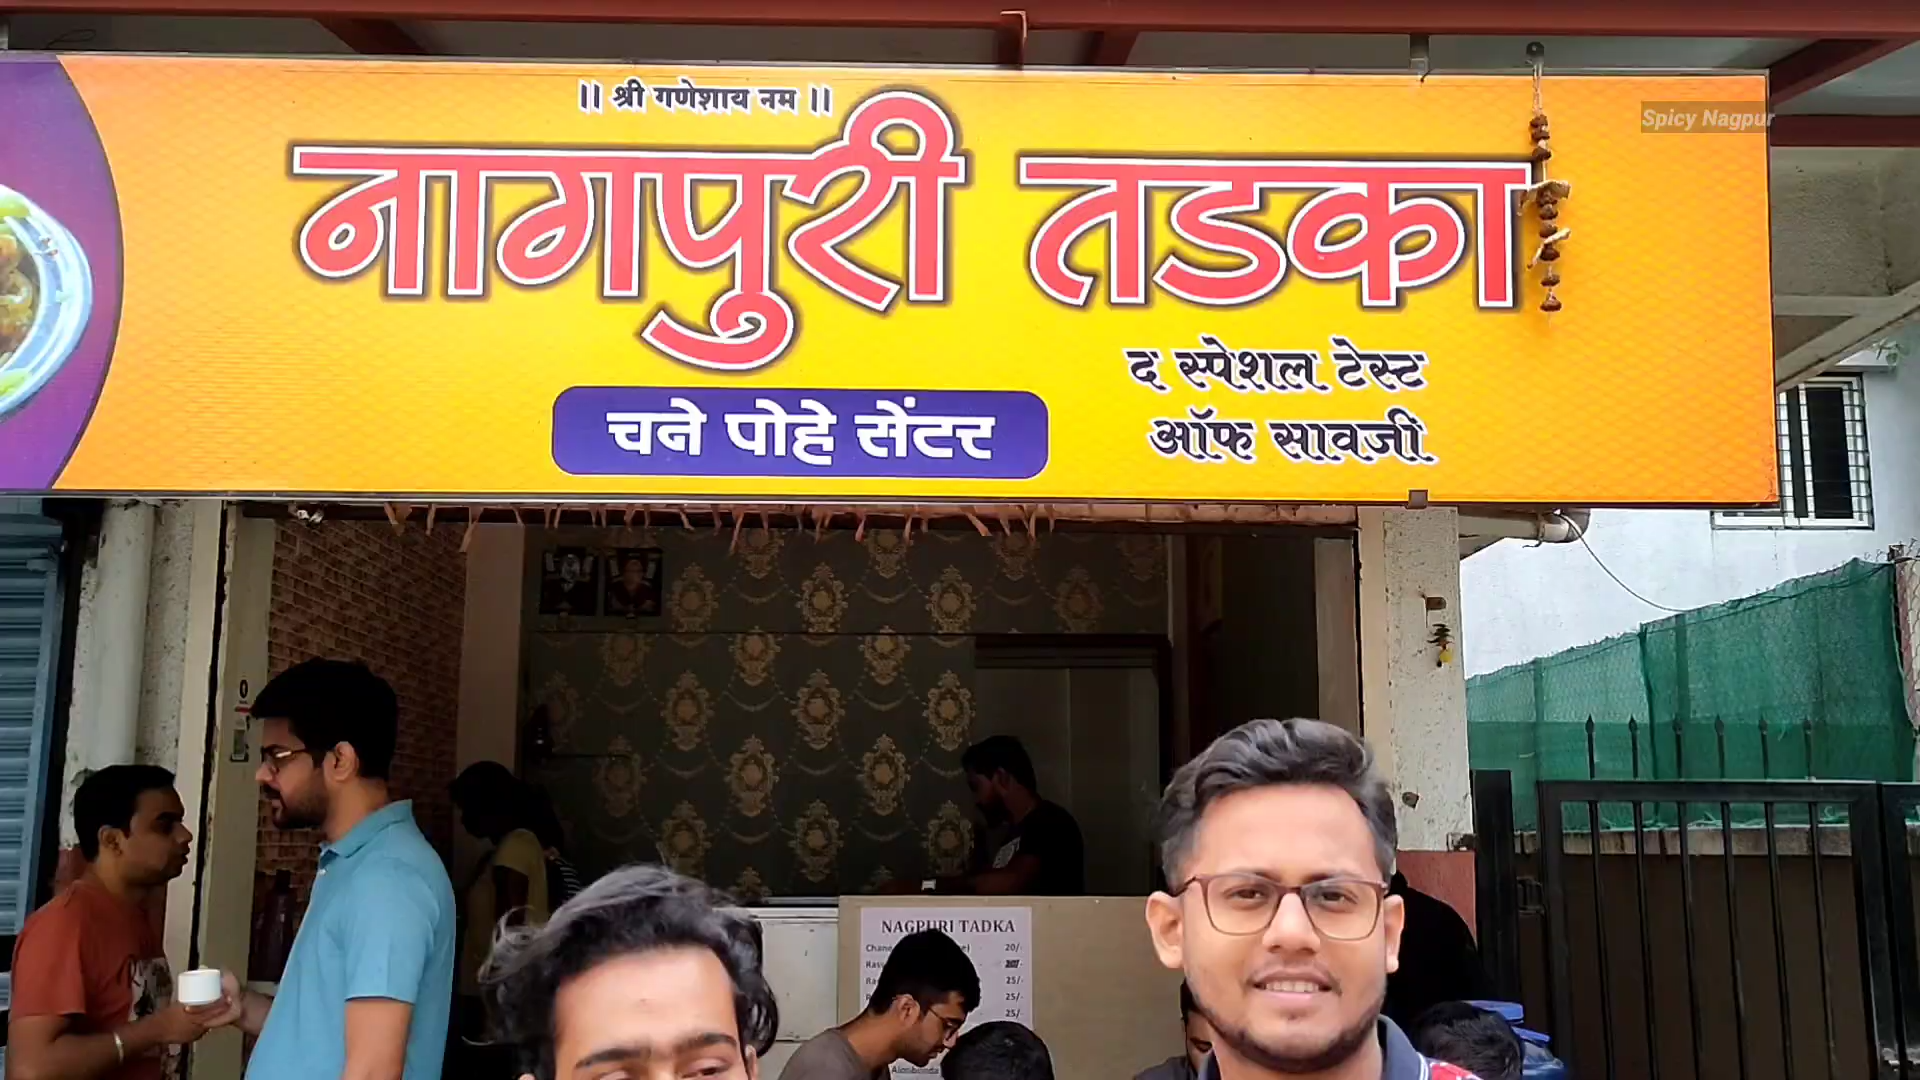 || श्री गणेशाय नम ||
Spicy Nagpur
नागपुरी तडका
द स्पेशल टेस्ट
ऑफ सावजी
चने पोहे सेंटर
NAGPURI TADKA
20/-
25/-
25/-
25/-